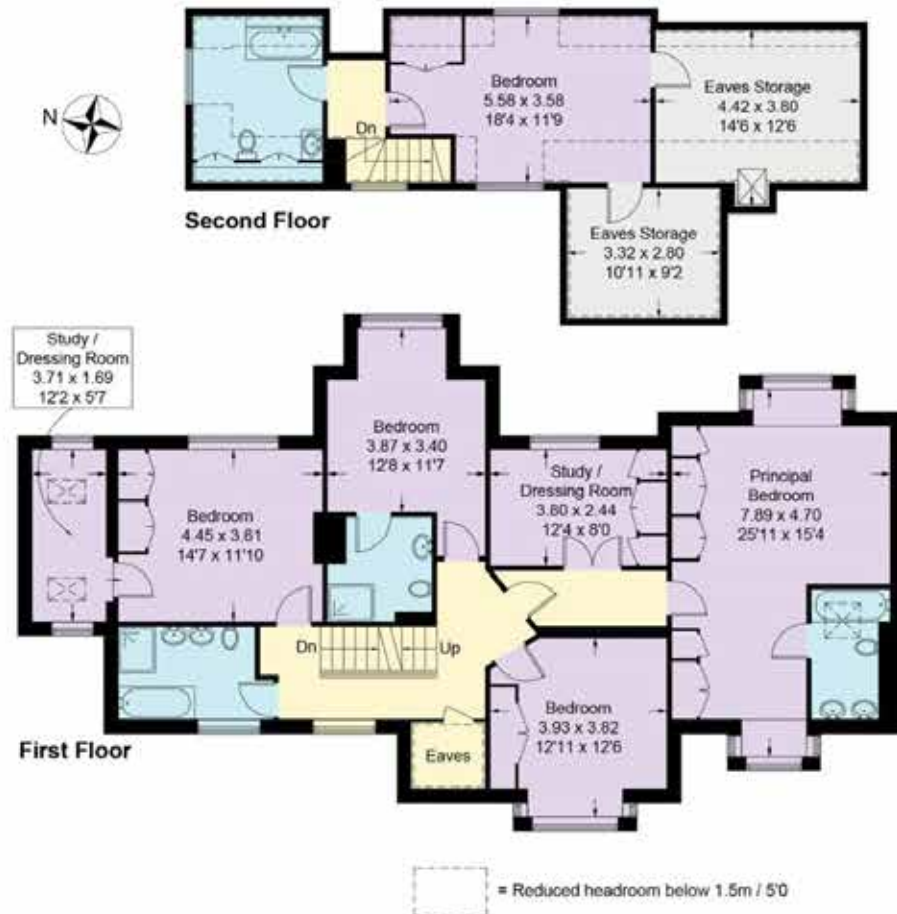 Bedroom
5.58 x 3.58
18'4 x 11'9
Eaves Storage
4.42 x 3.80
14'6 x 12'6
N
Dn
Second Floor
Eaves Storage
3.32 x 2.80
10'11 x 9'2
Study /
Dressing Room
3.71 x 1.69
12'2 x 5'7
Bedroom
3.87 x 3.40
12'8 x 11'7
Study /
Dressing Room
3.80 x 2.44
12'4 x 8'0
Principal
Bedroom
7.89 x 4.70
25'11 x 15'4
Bedroom
4.45 x 3.61
14'7 x 11'10
Dn
Up
Bedroom
3.93 x 3.82
12'11 x 12'6
First Floor
Eaves
= Reduced headroom below 1.5m / 5'0